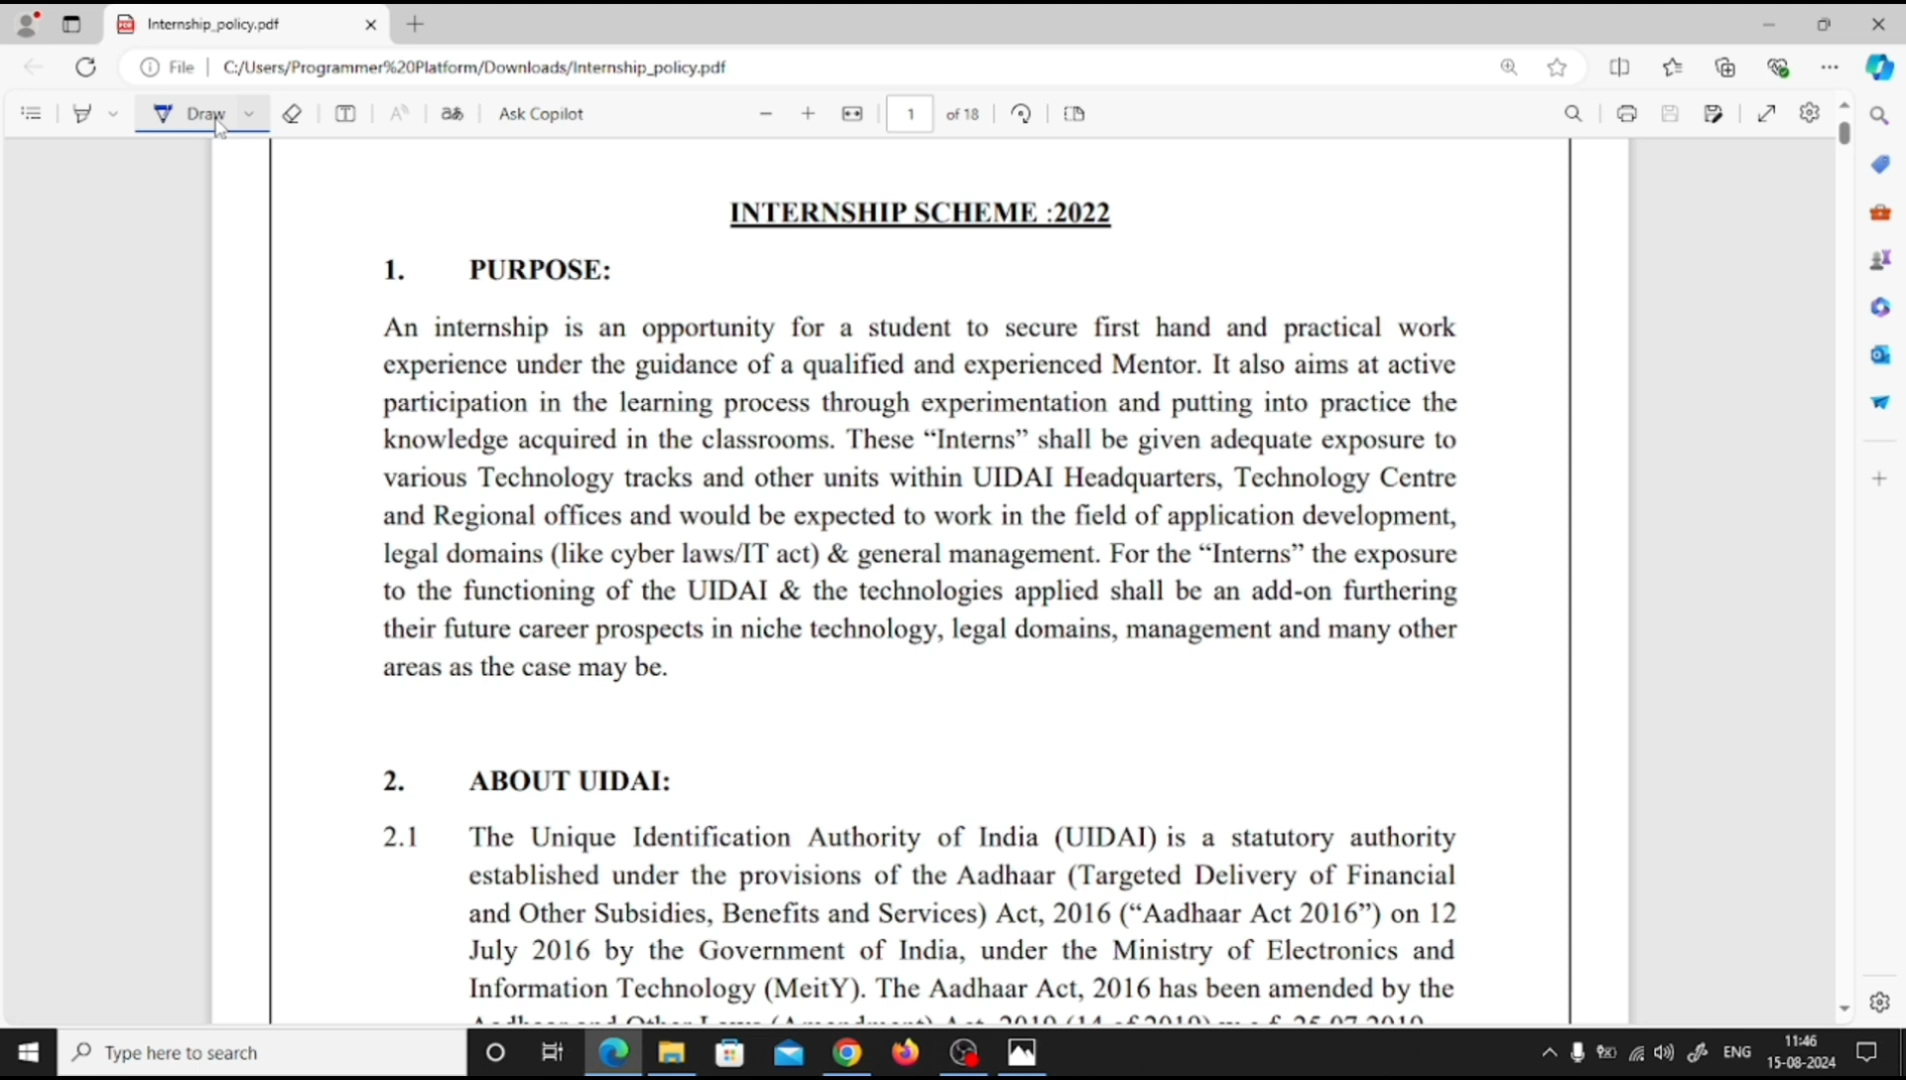 Internship_policy.pdf
File C:/Users/Programmer%20Platform/Downloads/Internship_policy.pdf
Draw Ask Copilot 1 of 18
INTERNSHIP SCHEME :2022
1. PURPOSE:
An internship is an opportunity for a student to secure first hand and practical work
experience under the guidance of a qualified and experienced Mentor. It also aims at active
participation in the learning process through experimentation and putting into practice the
knowledge acquired in the classrooms. These “Interns” shall be given adequate exposure to
various Technology tracks and other units within UIDAI Headquarters, Technology Centre
and Regional offices and would be expected to work in the field of application development,
legal domains (like cyber laws/IT act) & general management. For the “Interns” the exposure
to the functioning of the UIDAI & the technologies applied shall be an add-on furthering
their future career prospects in niche technology, legal domains, management and many other
areas as the case may be.
2. ABOUT UIDAI:
2.1 The Unique Identification Authority of India (UIDAI) is a statutory authority
established under the provisions of the Aadhaar (Targeted Delivery of Financial
and Other Subsidies, Benefits and Services) Act, 2016 (“Aadhaar Act 2016”) on 12
July 2016 by the Government of India, under the Ministry of Electronics and
Information Technology (MeitY). The Aadhaar Act, 2016 has been amended by the
Type here to search
ENG
11:46
15-08-2024